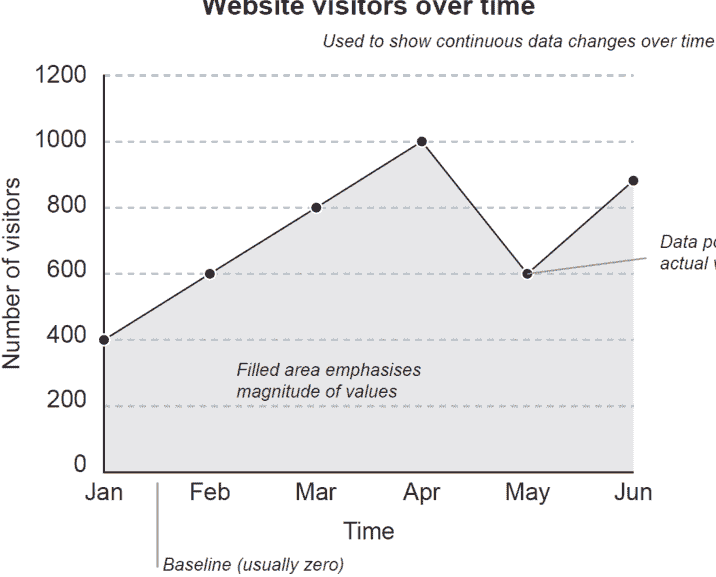 Website visitors over time
Used to show continuous data changes over time
1200
1000
800
600
400
200
0
Number of visitors
Data
actual
Filled area emphasises
magnitude of values
Jan Feb Mar Apr May Jun
Time
Baseline (usually zero)